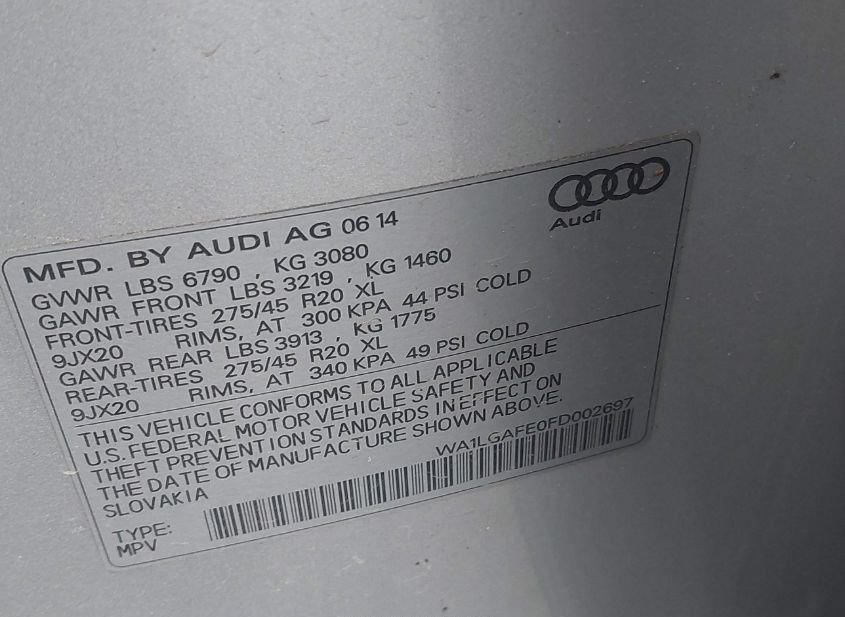 Audi
MFD. BY AUDI AG 06 14
GVWR LBS 6790 , KG 3080
GAWR FRONT LBS 3219 , KG 1460
FRONT-TIRES 275/45 R20 XL
9JX20 RIMS, AT 300 KPA 44 PSI COLD
GAWR REAR LBS 3913 , KG 1775
REAR-TIRES 275/45 R20 XL
9JX20 RIMS, AT 340 KPA 49 PSI COLD
THIS VEHICLE CONFORMS TO ALL APPLICABLE
U.S. FEDERAL MOTOR VEHICLE SAFETY AND
THEFT PREVENTION STANDARDS IN EFFECT ON
THE DATE OF MANUFACTURE SHOWN ABOVE.
SLOVAKIA
WA1LGAFE0FD002697
TYPE:
MPV